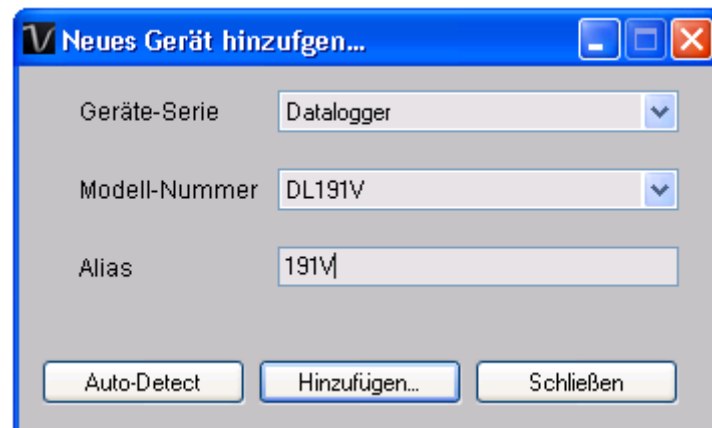 Neues Gerät hinzufgen...
Geräte-Serie Datalogger
Modell-Nummer DL191V
Alias 191V
Auto-Detect Hinzufügen... Schließen